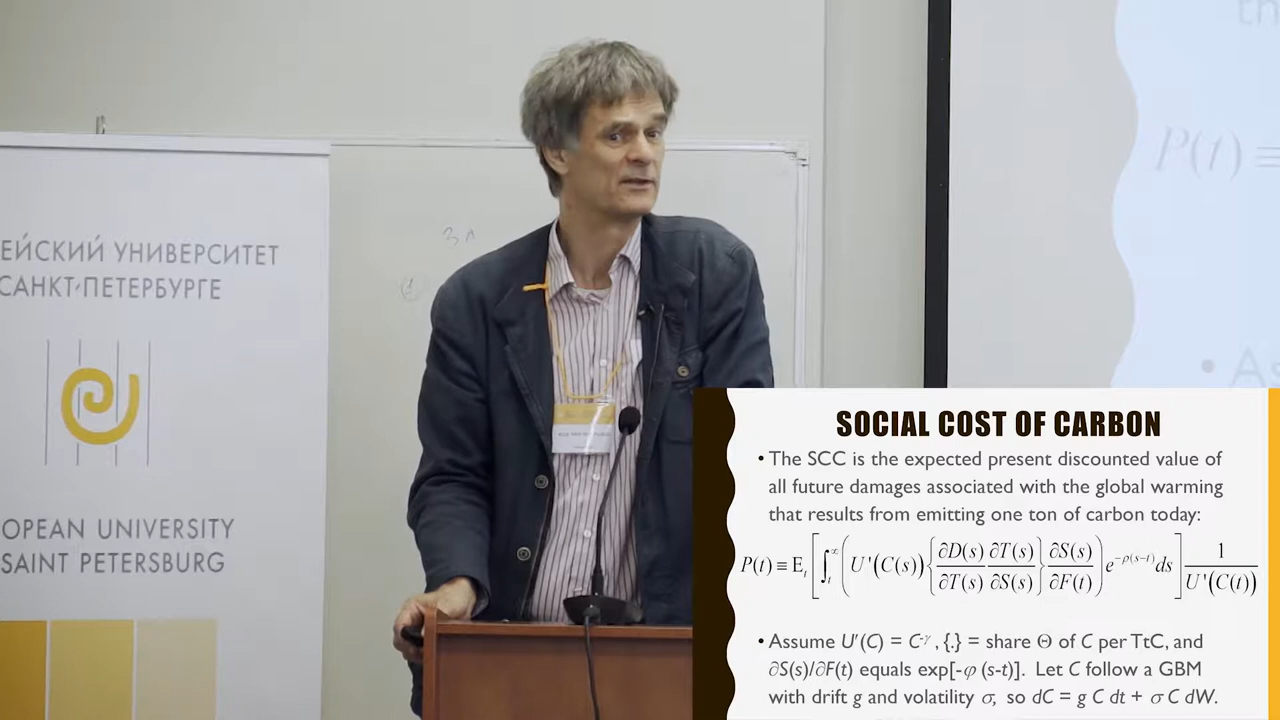 ЕЙСКИЙ УНИВЕРСИТЕТ
САНКТ-ПЕТЕРБУРГЕ
OPEAN UNIVERSITY
SAINT PETERSBURG
th
P(t) ≡
• As
SOCIAL COST OF CARBON
• The SCC is the expected present discounted value of
all future damages associated with the global warming
that results from emitting one ton of carbon today:
P(t) ≡ E_t [ ∫_t^∞ ( U'(C(s)) { ∂D(s)/∂T(s) ∂T(s)/∂S(s) } ∂S(s)/∂F(t) ) e^{-ρ(s-t)} ds ] 1/U'(C(t))
• Assume U'(C) = C^{-γ}, {.} = share Θ of C per TtC, and
∂S(s)/∂F(t) equals exp[-φ (s-t)]. Let C follow a GBM
with drift g and volatility σ, so dC = g C dt + σ C dW.